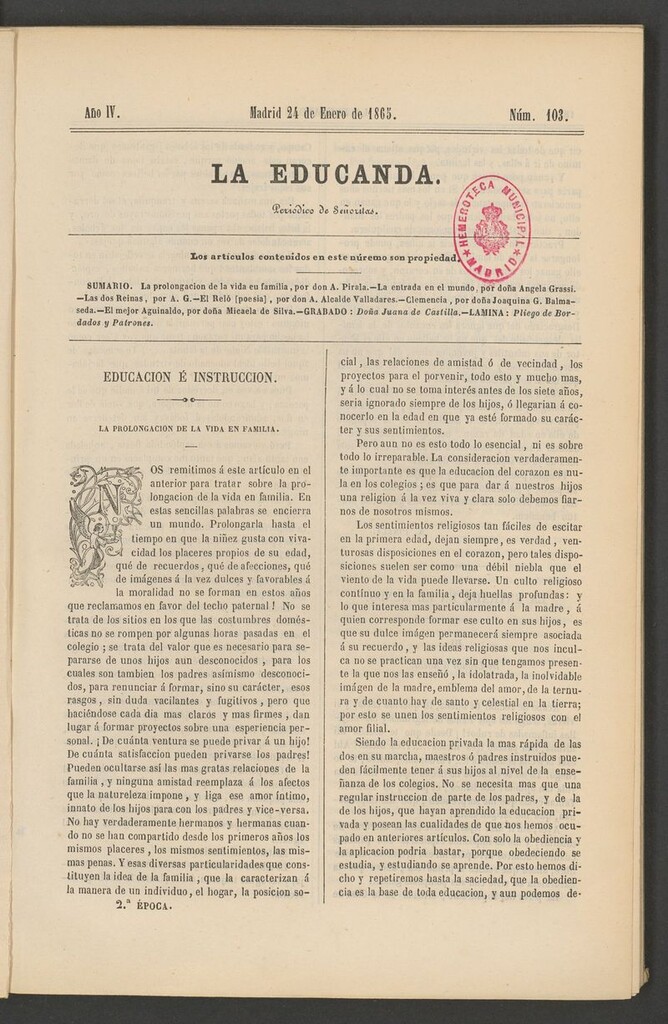 Año IV.
Madrid 24 de Enero de 1865.
Núm. 103.
LA EDUCANDA.
Periodico de Señoritas.
HEMEROTECA MUNICIPAL
MADRID
Los artículos contenidos en este núremo son propiedad.
SUMARIO. La prolongacion de la vida eu familia, por don A. Pirala.—La entrada en el mundo, por doña Angela Grassi.
—Las dos Reinas, por A. G.—El Reló [poesía], por don A. Alcalde Valladares.—Clemencia, por doña Joaquina G. Balma-
seda.—El mejor Aguinaldo, por doña Micaela de Silva.—GRABADO: Doña Juana de Castilla.—LAMINA: Pliego de Bor-
dados y Patrones.
EDUCACION É INSTRUCCION.
LA PROLONGACION DE LA VIDA EN FAMILIA.
NOS remitimos á este artículo en el
anterior para tratar sobre la pro-
longacion de la vida en familia. En
estas sencillas palabras se encierra
un mundo. Prolongarla hasta el
tiempo en que la niñez gusta con viva-
cidad los placeres propios de su edad,
qué de recuerdos, qué de afecciones, qué
de imágenes á la vez dulces y favorables á
la moralidad no se forman en estos años
que reclamamos en favor del techo paternal! No se
trata de los sitios en los que las costumbres domés-
ticas no se rompen por algunas horas pasadas en el
colegio; se trata del valor que es necesario para se-
pararse de unos hijos aun desconocidos, para los
cuales son tambien los padres asimismo desconoci-
dos, para renunciar á formar, sino su carácter, esos
rasgos, sin duda vacilantes y fugitivos, pero que
haciéndose cada dia mas claros y mas firmes, dan
lugar á formar proyectos sobre una esperiencia per-
sonal. ¡De cuánta ventura se puede privar á un hijo!
De cuánta satisfaccion pueden privarse los padres!
Pueden ocultarse así las mas gratas relaciones de la
familia, y ninguna amistad reemplaza á los afectos
que la naturaleza impone, y liga ese amor íntimo,
innato de los hijos para con los padres y vice-versa.
No hay verdaderamente hermanos y hermanas cuan-
do no se han compartido desde los primeros años los
mismos placeres, los mismos sentimientos, las mis-
mas penas. Y esas diversas particularidades que cons-
tituyen la idea de la familia, que la caracterizan á
la manera de un individuo, el hogar, la posicion so-
2.ª ÉPOCA.
cial, las relaciones de amistad ó de vecindad, los
proyectos para el porvenir, todo esto y mucho mas,
y á lo cual no se toma interés antes de los siete años,
seria ignorado siempre de los hijos, ó llegarian á co-
nocerlo en la edad en que ya esté formado su carác-
ter y sus sentimientos.
Pero aun no es esto todo lo esencial, ni es sobre
todo lo irreparable. La consideracion verdaderamen-
te importante es que la educacion del corazon es nu-
la en los colegios; es que para dar á nuestros hijos
una religion á la vez viva y clara solo debemos fiar-
nos de nosotros mismos.
Los sentimientos religiosos tan fáciles de escitar
en la primera edad, dejan siempre, es verdad, ven-
turosas disposiciones en el corazon, pero tales dispo-
siciones suelen ser como una débil niebla que el
viento de la vida puede llevarse. Un culto religioso
contínuo y en la familia, deja huellas profundas: y
lo que interesa mas particularmente á la madre, á
quien corresponde formar ese culto en sus hijos, es
que su dulce imágen permanecerá siempre asociada
á su recuerdo, y las ideas religiosas que nos inculca
no se practican una vez sin que tengamos presen-
te la que nos las enseñó, la idolatrada, la inolvidable
imágen de la madre, emblema del amor, de la ternu-
ra y de cuanto hay de santo y celestial en la tierra;
por esto se unen los sentimientos religiosos con el
amor filial.
Siendo la educacion privada la mas rápida de las
dos en su marcha, maestros ó padres instruidos pue-
den fácilmente tener á sus hijos al nivel de la ense-
ñanza de los colegios. No se necesita mas que una
regular instruccion de parte de los padres, y de la
de los hijos, que hayan aprendido la educacion pri-
vada y posean las cualidades de que nos hemos ocu-
pado en anteriores artículos. Con solo la obediencia y
la aplicacion podria bastar, porque obedeciendo se
estudia, y estudiando se aprende. Por esto hemos di-
cho y repetiremos hasta la saciedad, que la obedien-
cia es la base de toda educacion, y aun podemos de-